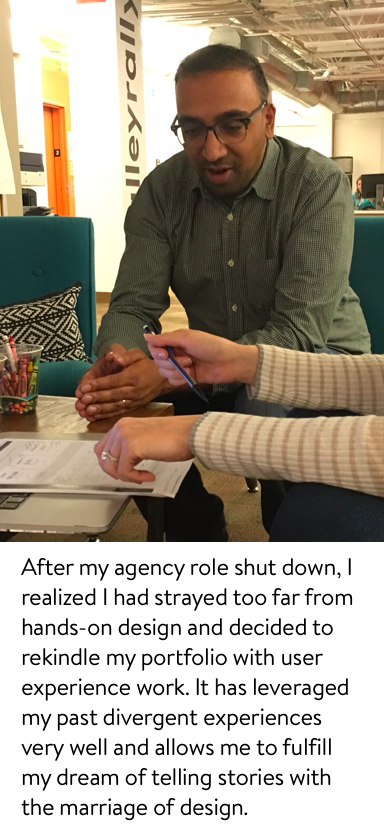 lleyrally
After my agency role shut down, I
realized I had strayed too far from
hands-on design and decided to
rekindle my portfolio with user
experience work. It has leveraged
my past divergent experiences
very well and allows me to fulfill
my dream of telling stories with
the marriage of design.